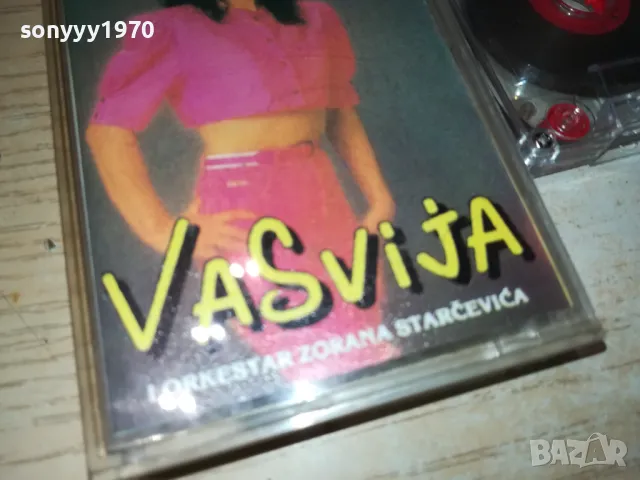 sonyyy1970
VASViJA
I ORKESTAR ZORANA STARČEVIĆA
BAZAR